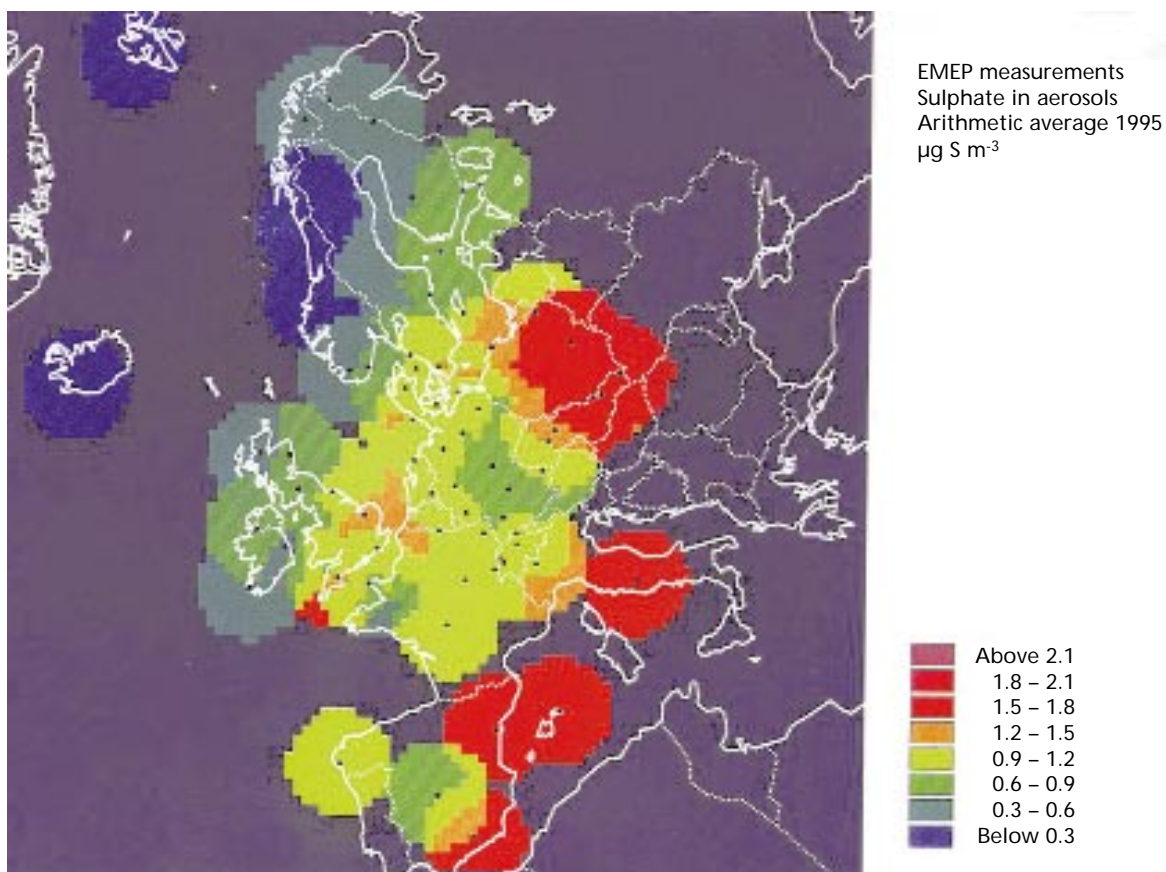 EMEP measurements
Sulphate in aerosols
Arithmetic average 1995
µg S m-3
Above 2.1
1.8 – 2.1
1.5 – 1.8
1.2 – 1.5
0.9 – 1.2
0.6 – 0.9
0.3 – 0.6
Below 0.3